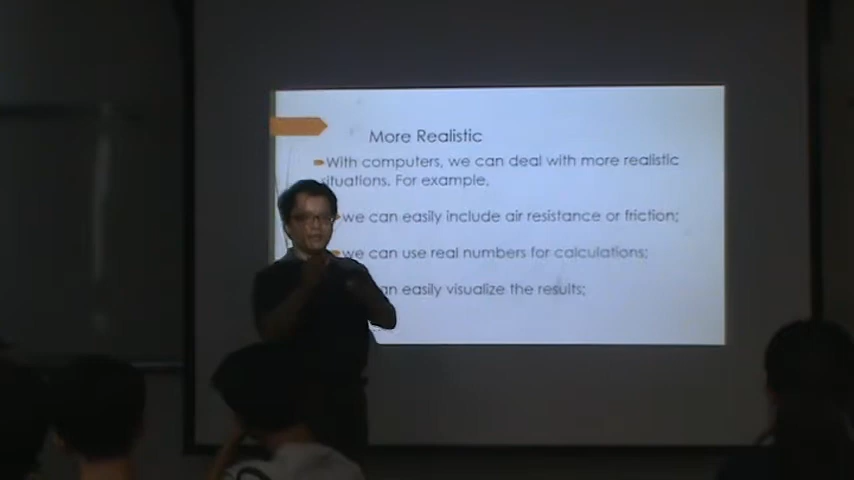 More Realistic
With computers, we can deal with more realistic
situations. For example,
we can easily include air resistance or friction;
we can use real numbers for calculations;
can easily visualize the results;